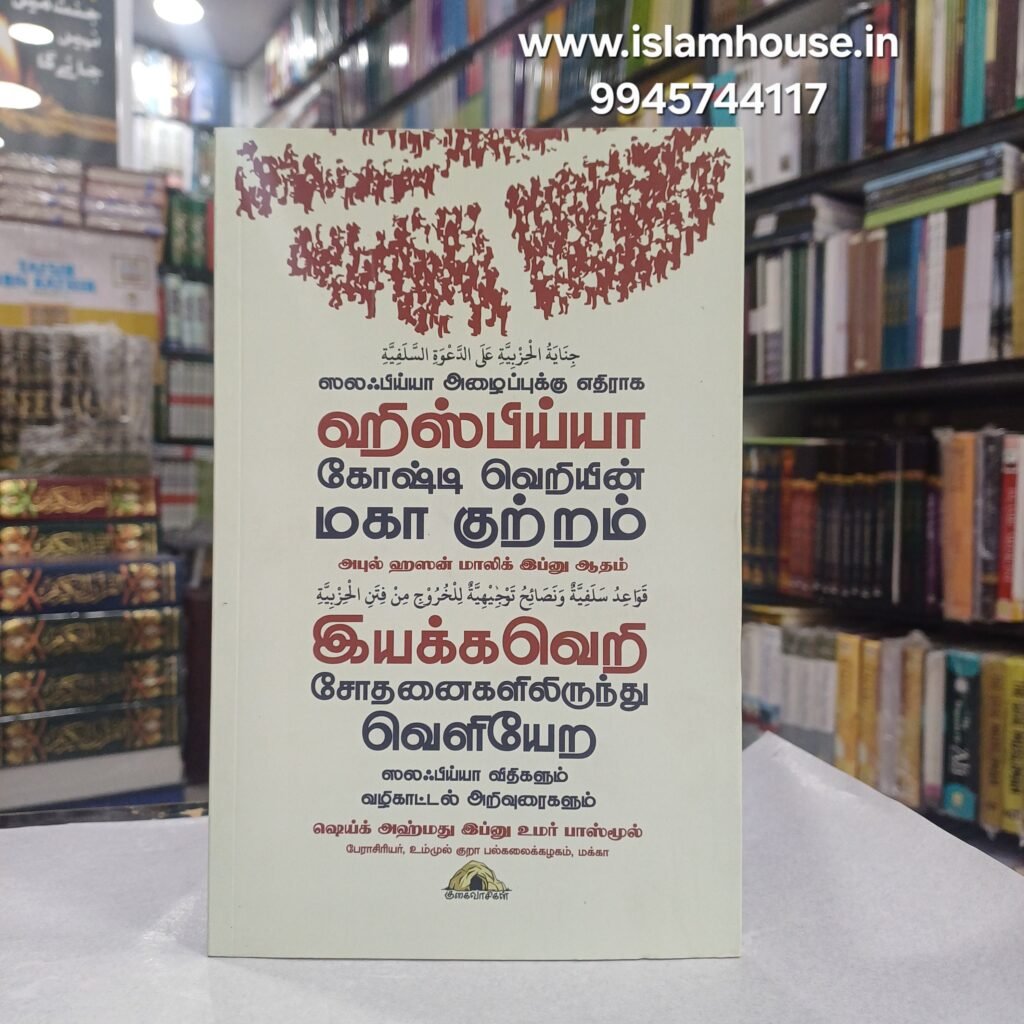 www.islamhouse.in
9945744117
جِنَايَةُ الْحِزْبِيَّةِ عَلَى الدَّعْوَةِ السَّلَفِيَّةِ
ஸலஃபிய்யா அழைப்புக்கு எதிராக
ஹிஸ்பிய்யா
கோஷ்டி வெறியின்
மகா குற்றம்
அபுல் ஹஸன் மாலிக் இப்னு ஆதம்
قَوَاعِدُ سَلَفِيَّةٌ وَنَصَائِحُ تَوْجِيْهِيَّةٌ لِلْخُرُوْجِ مِنْ فِتَنِ الْحِزْبِيَّةِ
இயக்கவெறி
சோதனைகளிலிருந்து
வெளியேற
ஸலஃபிய்யா விதிகளும்
வழிகாட்டல் அறிவுரைகளும்
ஷெய்க் அஹ்மது இப்னு உமர் பாஸ்மூல்
பேராசிரியர், உம்முல் குறா பல்கலைக்கழகம், மக்கா
குகைவாசிகள்